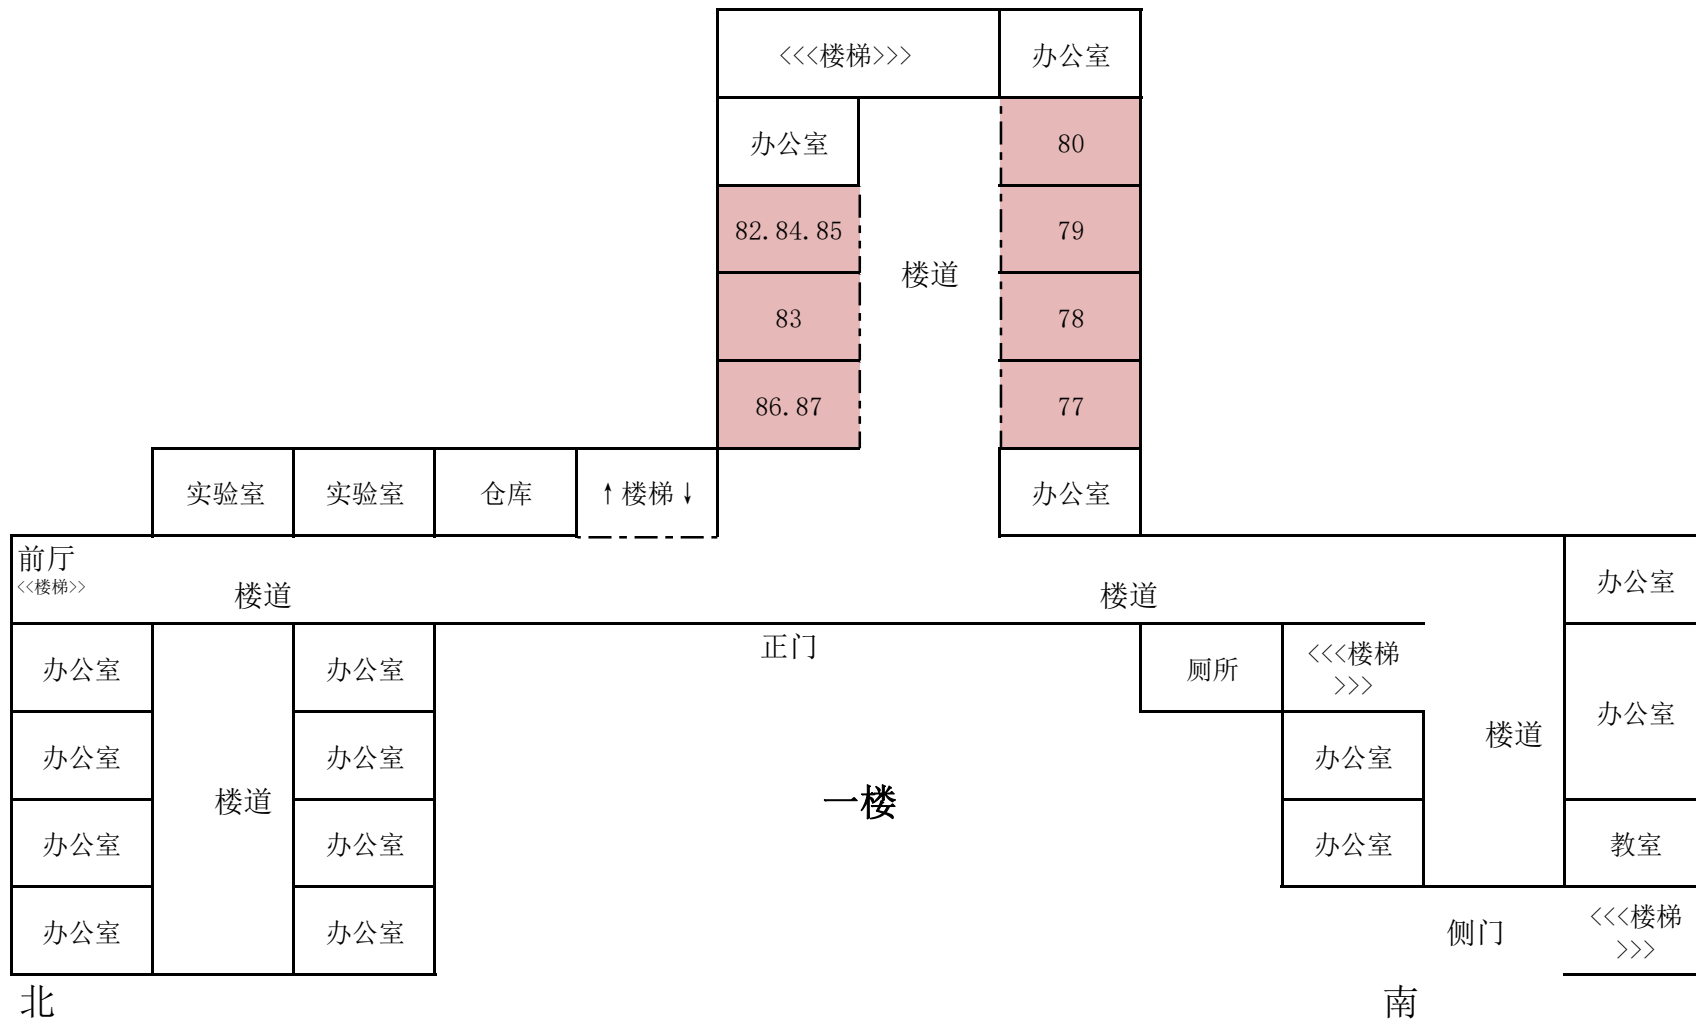 <<<楼梯>>>
办公室
办公室
80
82.84.85
79
楼道
83
78
86.87
77
实验室
实验室
仓库
↑楼梯↓
办公室
前厅
<<楼梯>>
楼道
楼道
办公室
正门
办公室
办公室
厕所
<<<楼梯
>>>
办公室
楼道
办公室
办公室
办公室
楼道
一楼
办公室
办公室
办公室
教室
办公室
办公室
侧门
<<<楼梯
>>>
北
南